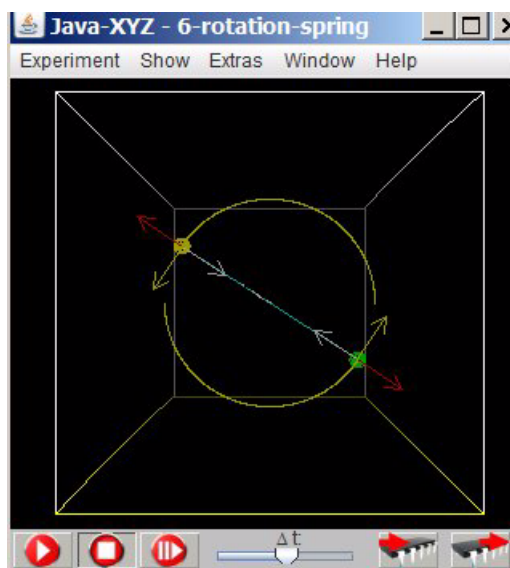 Java-XYZ - 6-rotation-spring
Experiment Show Extras Window Help
Δt